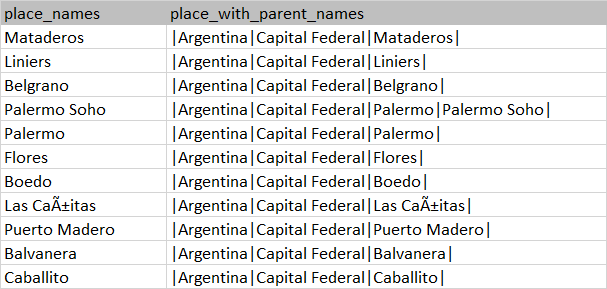 place_names place_with_parent_names
Mataderos |Argentina|Capital Federal|Mataderos|
Liniers |Argentina|Capital Federal|Liniers|
Belgrano |Argentina|Capital Federal|Belgrano|
Palermo Soho |Argentina|Capital Federal|Palermo|Palermo Soho|
Palermo |Argentina|Capital Federal|Palermo|
Flores |Argentina|Capital Federal|Flores|
Boedo |Argentina|Capital Federal|Boedo|
Las CaÃ±itas |Argentina|Capital Federal|Las CaÃ±itas|
Puerto Madero |Argentina|Capital Federal|Puerto Madero|
Balvanera |Argentina|Capital Federal|Balvanera|
Caballito |Argentina|Capital Federal|Caballito|